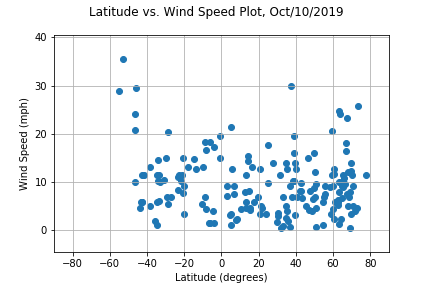 Latitude vs. Wind Speed Plot, Oct/10/2019
40
30
20
10
0
Wind Speed (mph)
−80 −60 −40 −20 0 20 40 60 80
Latitude (degrees)